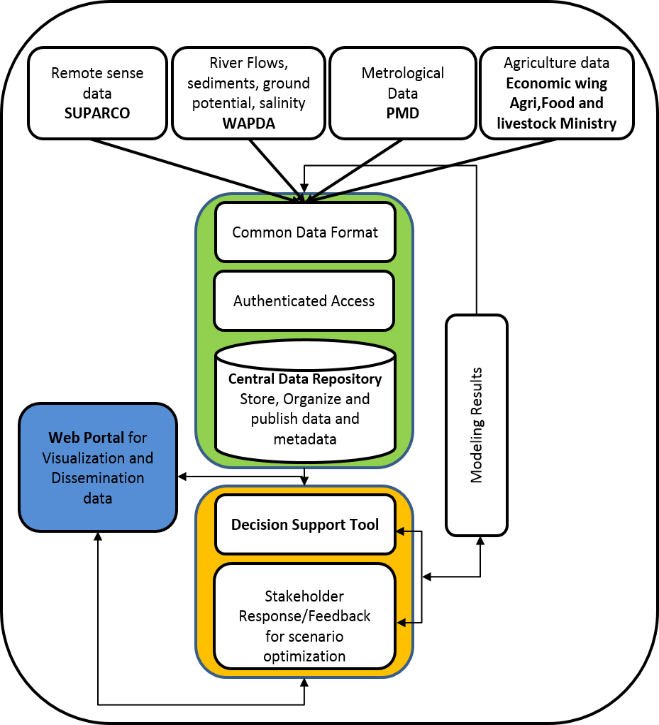 Remote sense
data
SUPARCO
River Flows,
sediments, ground
potential, salinity
WAPDA
Metrological
Data
PMD
Agriculture data
Economic wing
Agri,Food and
livestock Ministry
Common Data Format
Authenticated Access
Central Data Repository
Store, Organize and
publish data and
metadata
Modeling Results
Web Portal for
Visualization and
Dissemination
data
Decision Support Tool
Stakeholder
Response/Feedback
for scenario
optimization